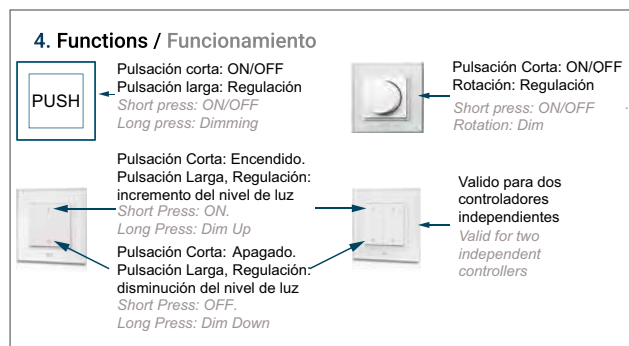 4. Functions / Funcionamiento
PUSH
Pulsación corta: ON/OFF
Pulsación larga: Regulación
Short press: ON/OFF
Long press: Dimming
Pulsación Corta: ON/OFF
Rotación: Regulación
Short press: ON/OFF
Rotation: Dim
Pulsación Corta: Encendido.
Pulsación Larga, Regulación:
incremento del nivel de luz
Short Press: ON.
Long Press: Dim Up
Pulsación Corta: Apagado.
Pulsación Larga, Regulación:
disminución del nivel de luz
Short Press: OFF.
Long Press: Dim Down
Valido para dos
controladores
independientes
Valid for two
independent
controllers